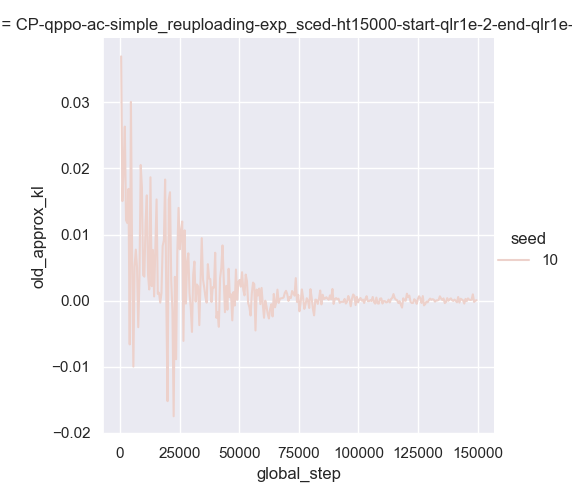 = CP-qppo-ac-simple_reuploading-exp_sced-ht15000-start-qlr1e-2-end-qlr1e-
0.03
0.02
0.01
0.00
−0.01
−0.02
old_approx_kl
0 25000 50000 75000 100000 125000 150000
global_step
seed
10